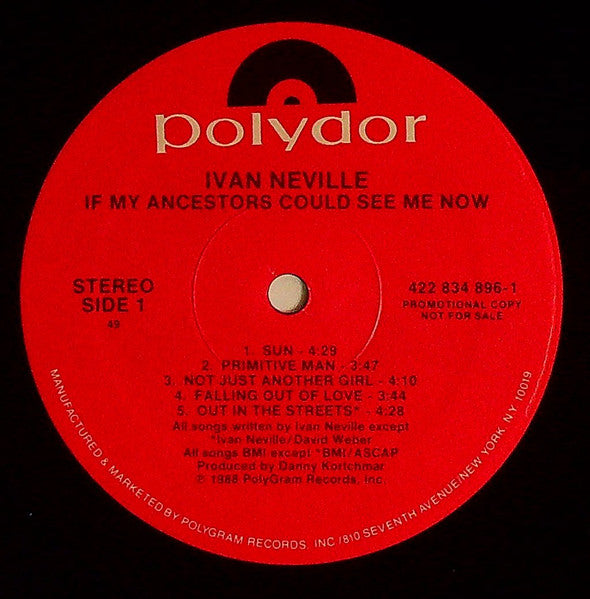 polydor
IVAN NEVILLE
IF MY ANCESTORS COULD SEE ME NOW
STEREO
SIDE 1
49
422 834 896-1
PROMOTIONAL COPY
NOT FOR SALE
1. SUN - 4:29
2. PRIMITIVE MAN - 3:47
3. NOT JUST ANOTHER GIRL - 4:10
4. FALLING OUT OF LOVE - 3:44
5. OUT IN THE STREETS* - 4:28
All songs written by Ivan Neville except
*Ivan Neville/David Weber
All songs BMI except *BMI/ASCAP
Produced by Danny Kortchmar
℗ 1988 PolyGram Records, Inc.
MANUFACTURED & MARKETED BY POLYGRAM RECORDS, INC./810 SEVENTH AVENUE/NEW YORK, NY 10019